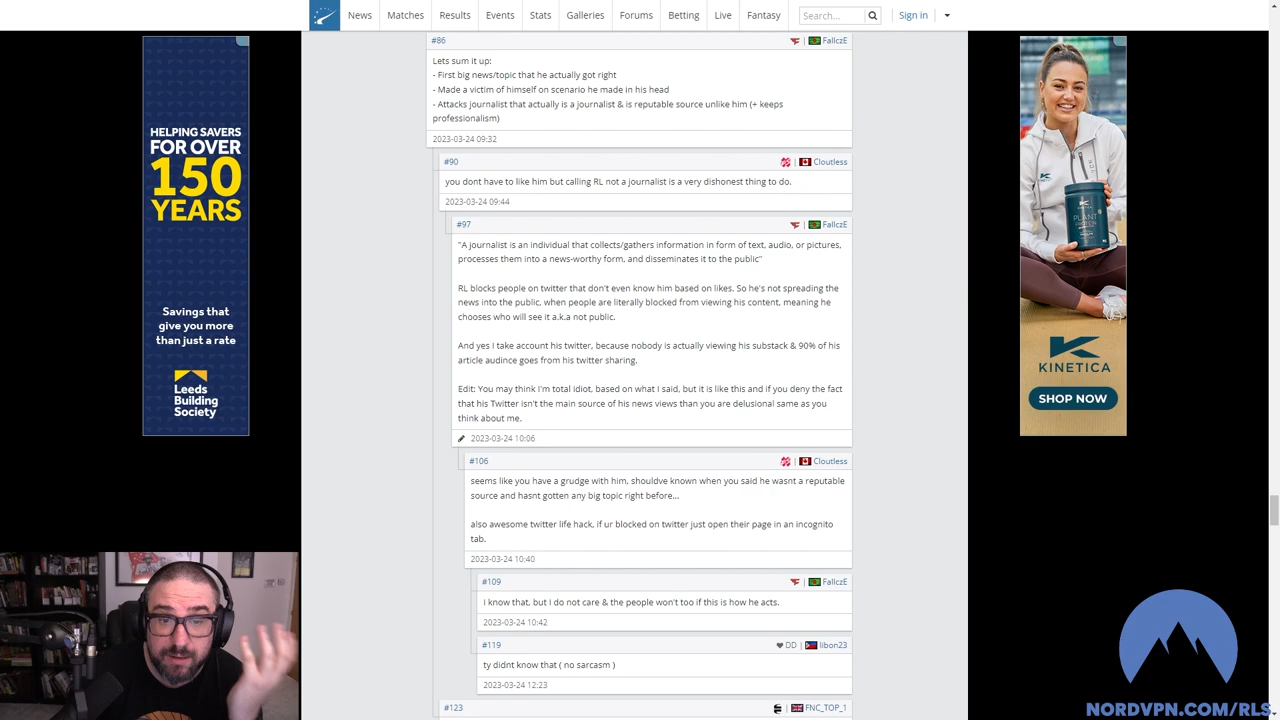 News Matches Results Events Stats Galleries Forums Betting Live Fantasy Search... Sign in
#86 FallczE
Lets sum it up:
- First big news/topic that he actually got right
- Made a victim of himself on scenario he made in his head
- Attacks journalist that actually is a journalist & is reputable source unlike him (+ keeps
professionalism)
2023-03-24 09:32
#90 Cloutless
you dont have to like him but calling RL not a journalist is a very dishonest thing to do.
2023-03-24 09:44
#97 FallczE
"A journalist is an individual that collects/gathers information in form of text, audio, or pictures,
processes them into a news-worthy form, and disseminates it to the public"
RL blocks people on twitter that don't even know him based on likes. So he's not spreading the
news into the public, when people are literally blocked from viewing his content, meaning he
chooses who will see it a.k.a not public.
And yes I take account his twitter, because nobody is actually viewing his substack & 90% of his
article audince goes from his twitter sharing.
Edit: You may think I'm total idiot, based on what I said, but it is like this and if you deny the fact
that his Twitter isn't the main source of his news views than you are delusional same as you
think about me.
2023-03-24 10:06
#106 Cloutless
seems like you have a grudge with him, shouldve known when you said he wasnt a reputable
source and hasnt gotten any big topic right before...
also awesome twitter life hack, if ur blocked on twitter just open their page in an incognito
tab,
2023-03-24 10:40
#109 FallczE
I know that, but I do not care & the people won't too if this is how he acts.
2023-03-24 10:42
#119 DD libon23
ty didnt know that ( no sarcasm )
2023-03-24 12:23
#123 FNC_TOP_1
HELPING SAVERS
FOR OVER
150
YEARS
Savings that
give you more
than just a rate
Leeds
Building
Society
KINETICA
PLANT
PROTEIN
KINETICA
SHOP NOW
NORDVPN.COM/RLS